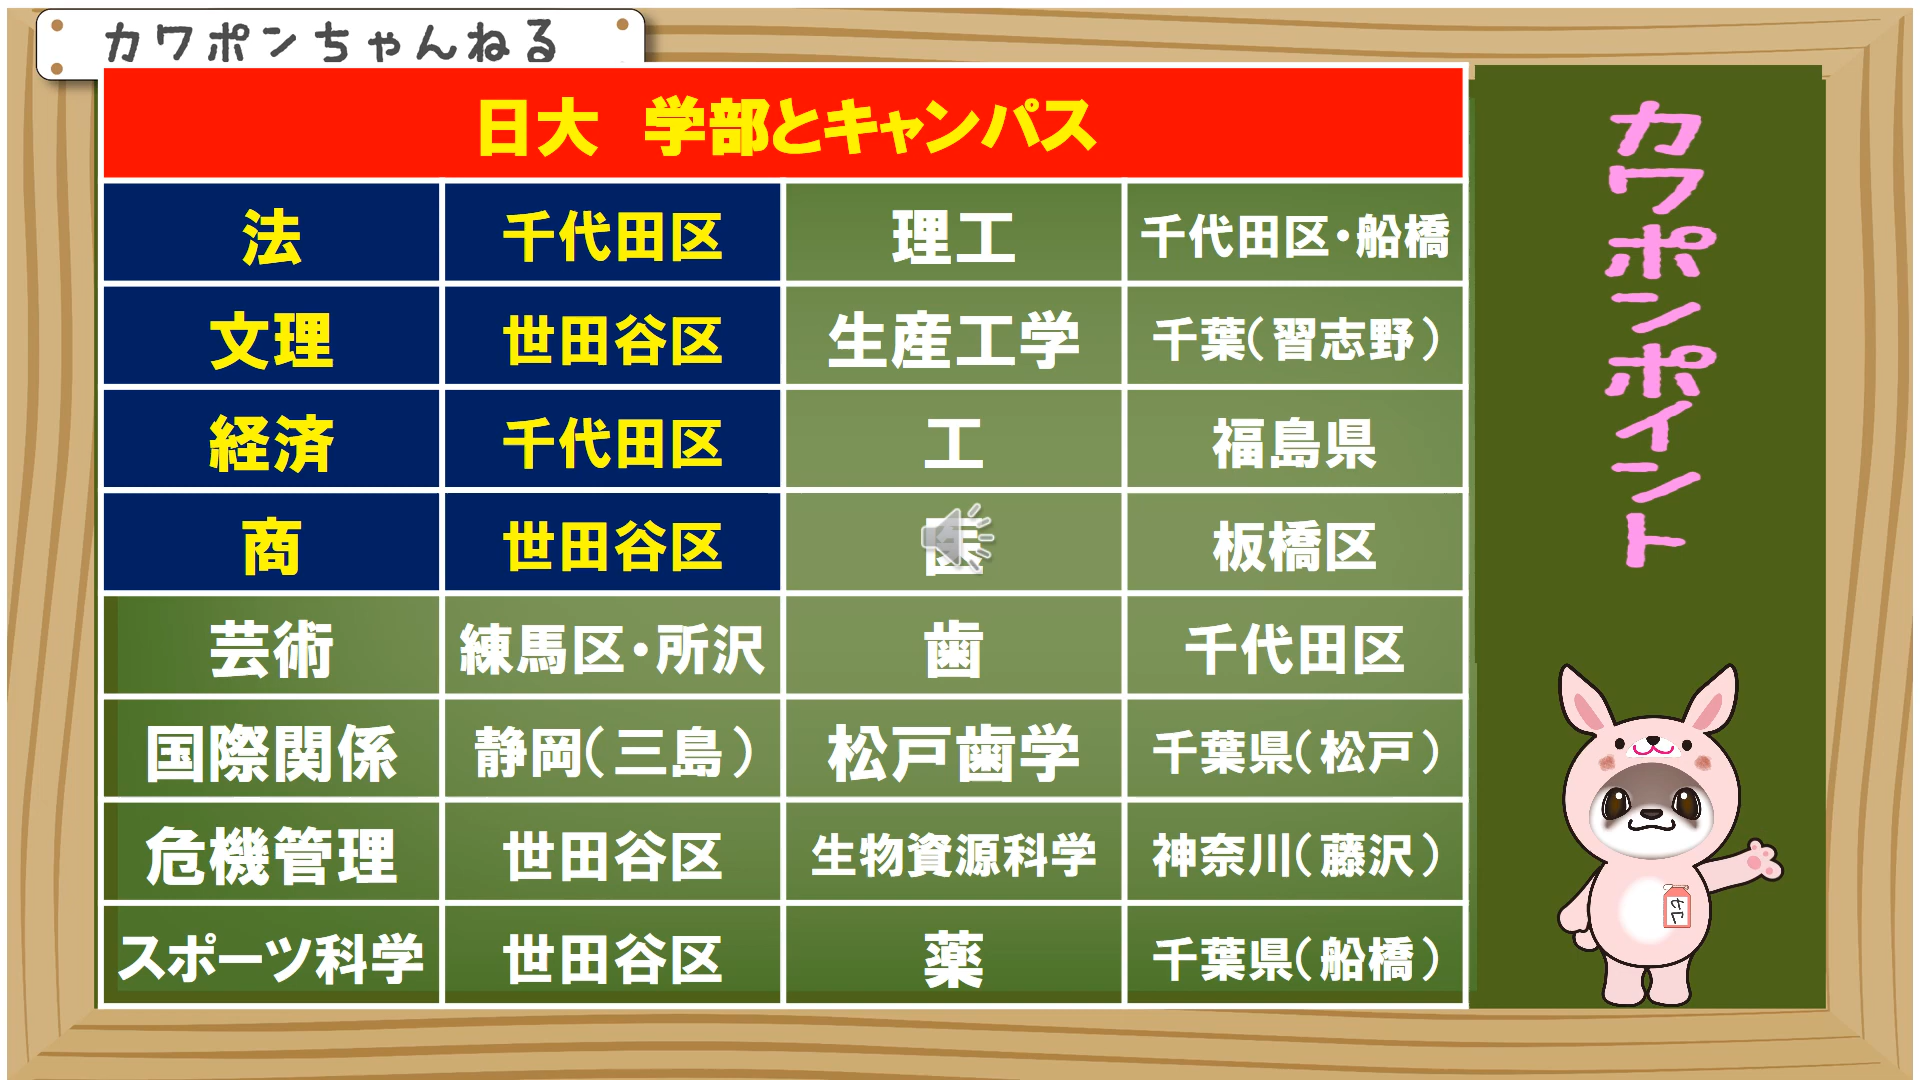 カワポンちゃんねる
日大 学部とキャンパス
法 千代田区 理工 千代田区・船橋
文理 世田谷区 生産工学 千葉(習志野)
経済 千代田区 工 福島県
商 世田谷区 板橋区
芸術 練馬区・所沢 歯 千代田区
国際関係 静岡(三島) 松戸歯学 千葉県(松戸)
危機管理 世田谷区 生物資源科学 神奈川(藤沢)
スポーツ科学 世田谷区 薬 千葉県(船橋)
カワポンポイント